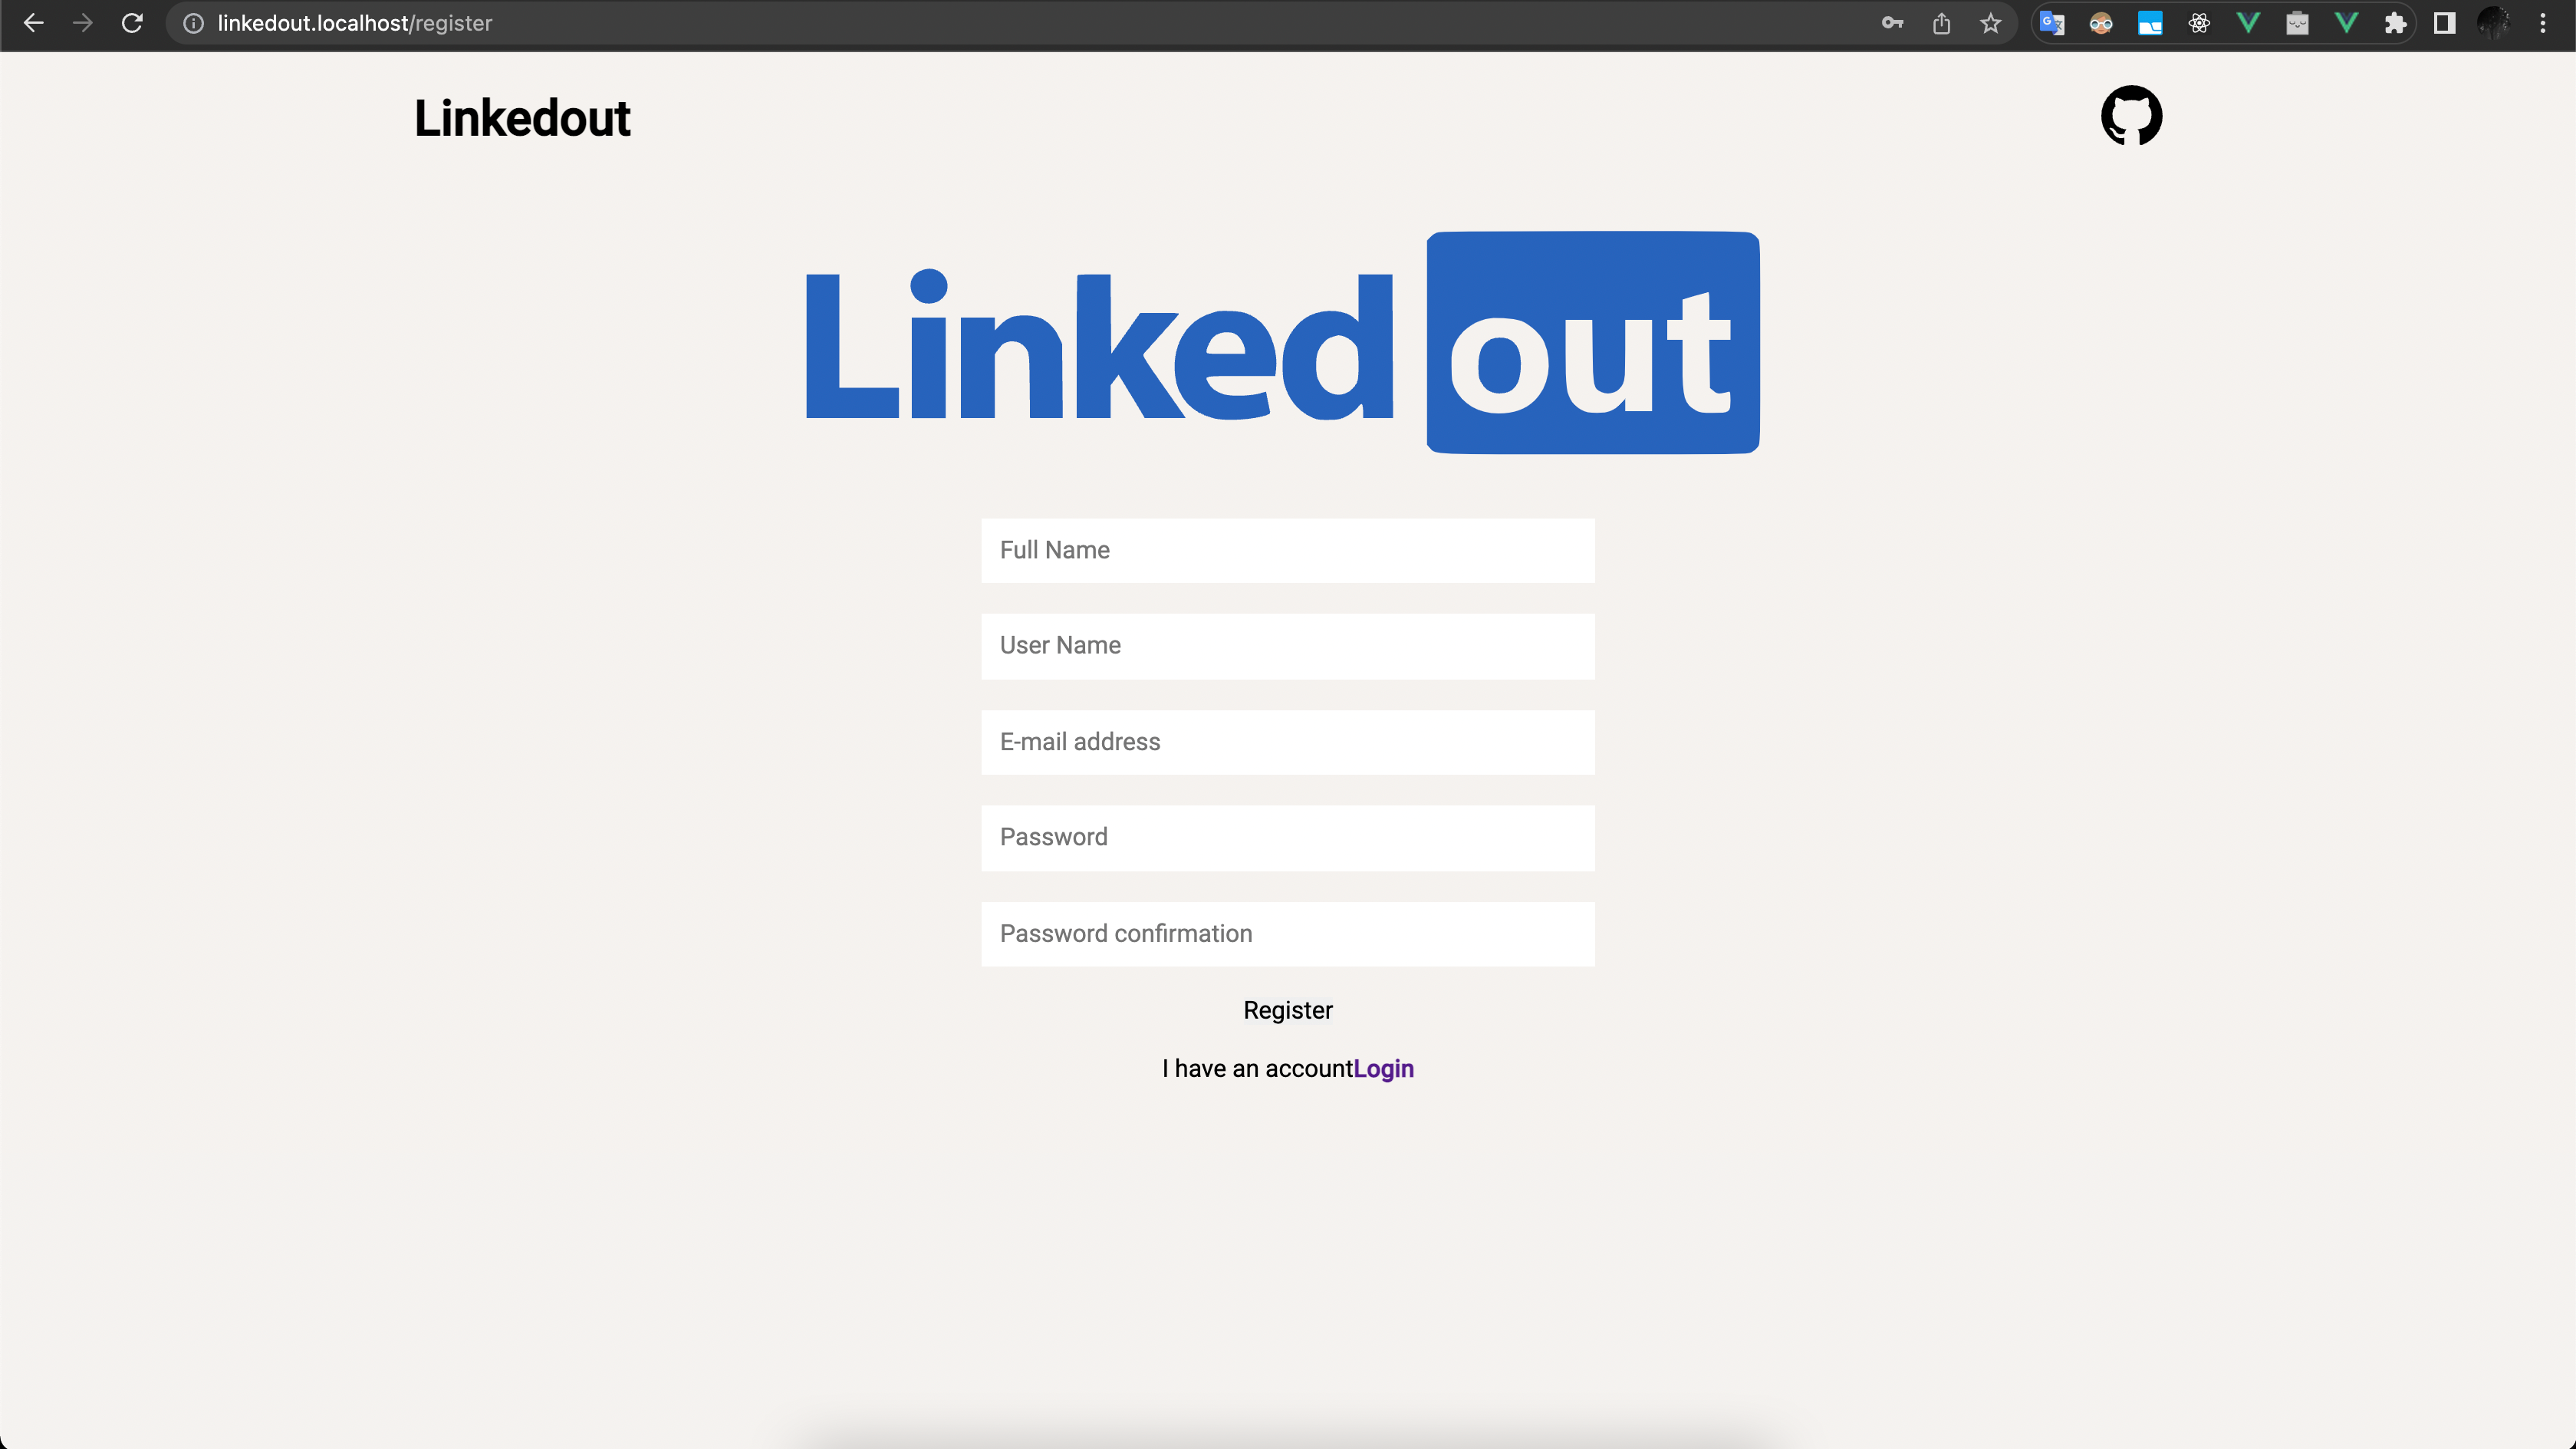 linkedout.localhost/register
Linkedout
Linked out
Full Name
User Name
E-mail address
Password
Password confirmation
Register
I have an accountLogin